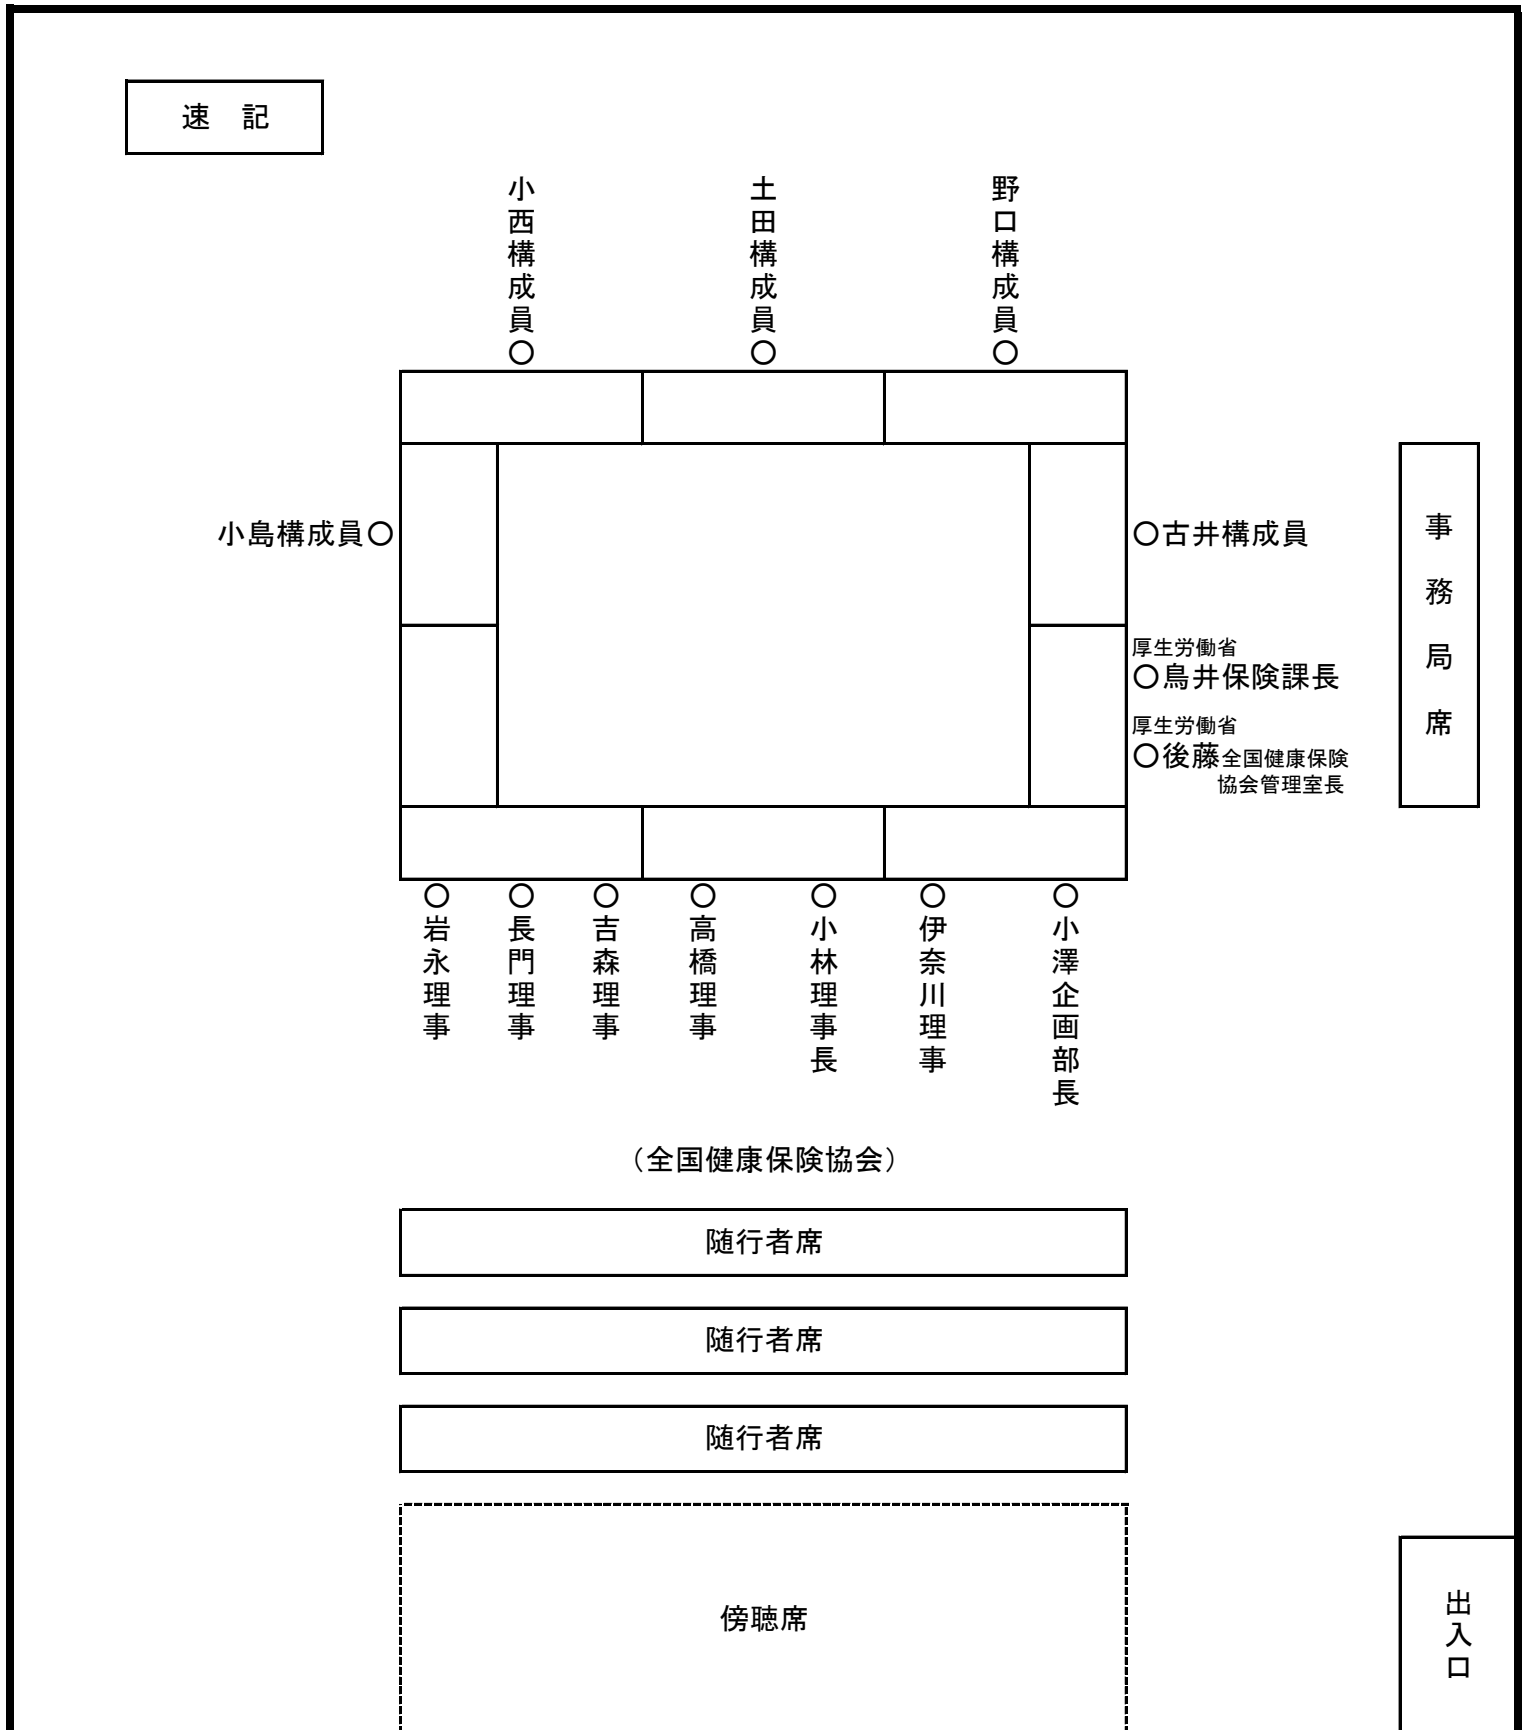 速　記
小西構成員○
土田構成員○
野口構成員○
小島構成員○
○古井構成員
厚生労働省
○鳥井保険課長
厚生労働省
○後藤全国健康保険
協会管理室長
事務局席
○岩永理事
○長門理事
○吉森理事
○高橋理事
○小林理事長
○伊奈川理事
○小澤企画部長
（全国健康保険協会）
随行者席
随行者席
随行者席
傍聴席
出入口